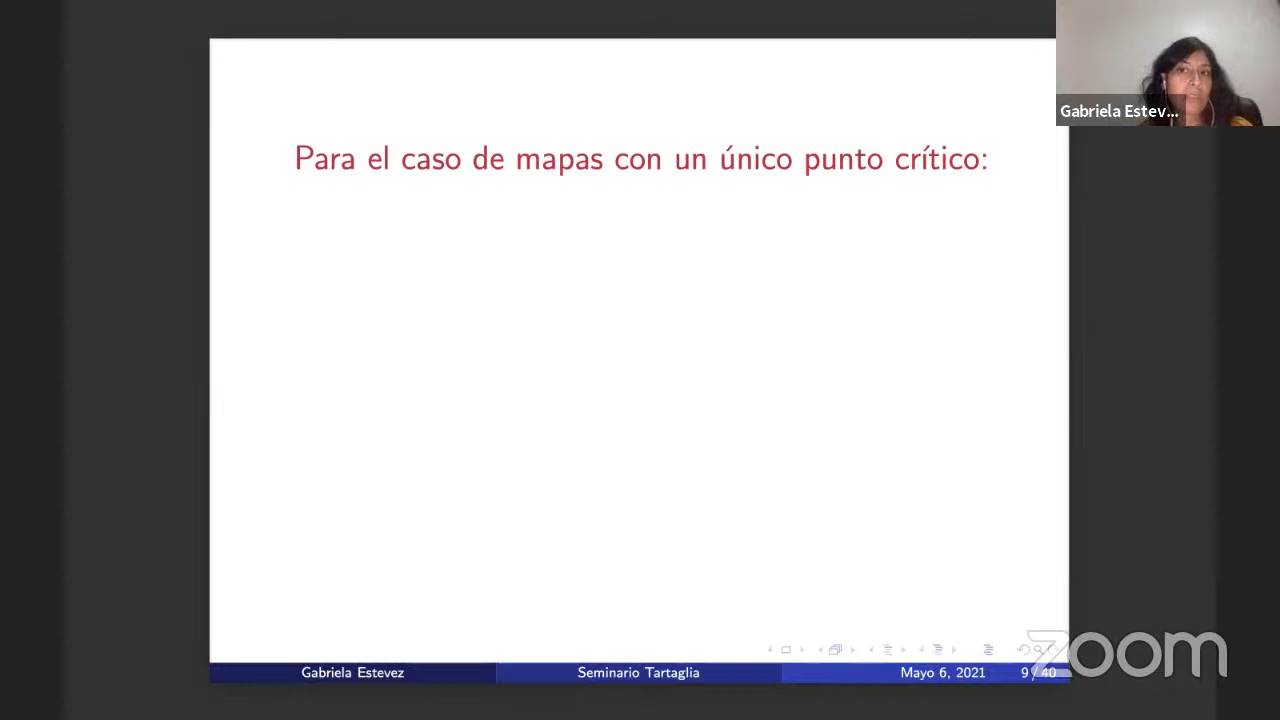 Gabriela Estev...
Para el caso de mapas con un único punto crítico:
Gabriela Estevez
Seminario Tartaglia
Mayo 6, 2021
9 / 40
zoom